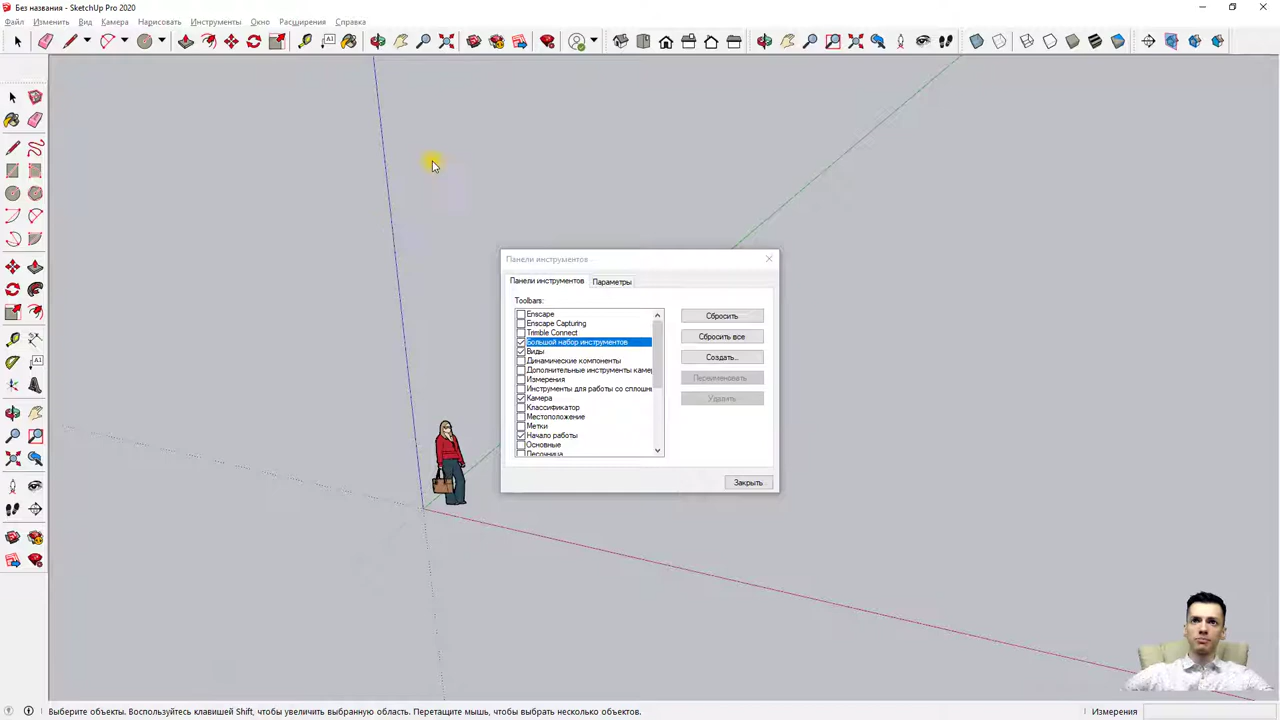 Без названия - SketchUp Pro 2020
Файл Изменить Вид Камера Нарисовать Инструменты Окно Расширения Справка
Панели инструментов
Панели инструментов Параметры
Toolbars:
Enscape
Enscape Capturing
Trimble Connect
Большой набор инструментов
Виды
Динамические компоненты
Дополнительные инструменты каме
Измерения
Инструменты для работы со сплошн
Камера
Классификатор
Местоположение
Метки
Начало работы
Основные
Песочница
Сбросить
Сбросить все
Создать...
Переименовать
Удалить
Закрыть
Выберите объекты. Воспользуйтесь клавишей Shift, чтобы увеличить выбранную область. Перетащите мышь, чтобы выбрать несколько объектов.
Измерения